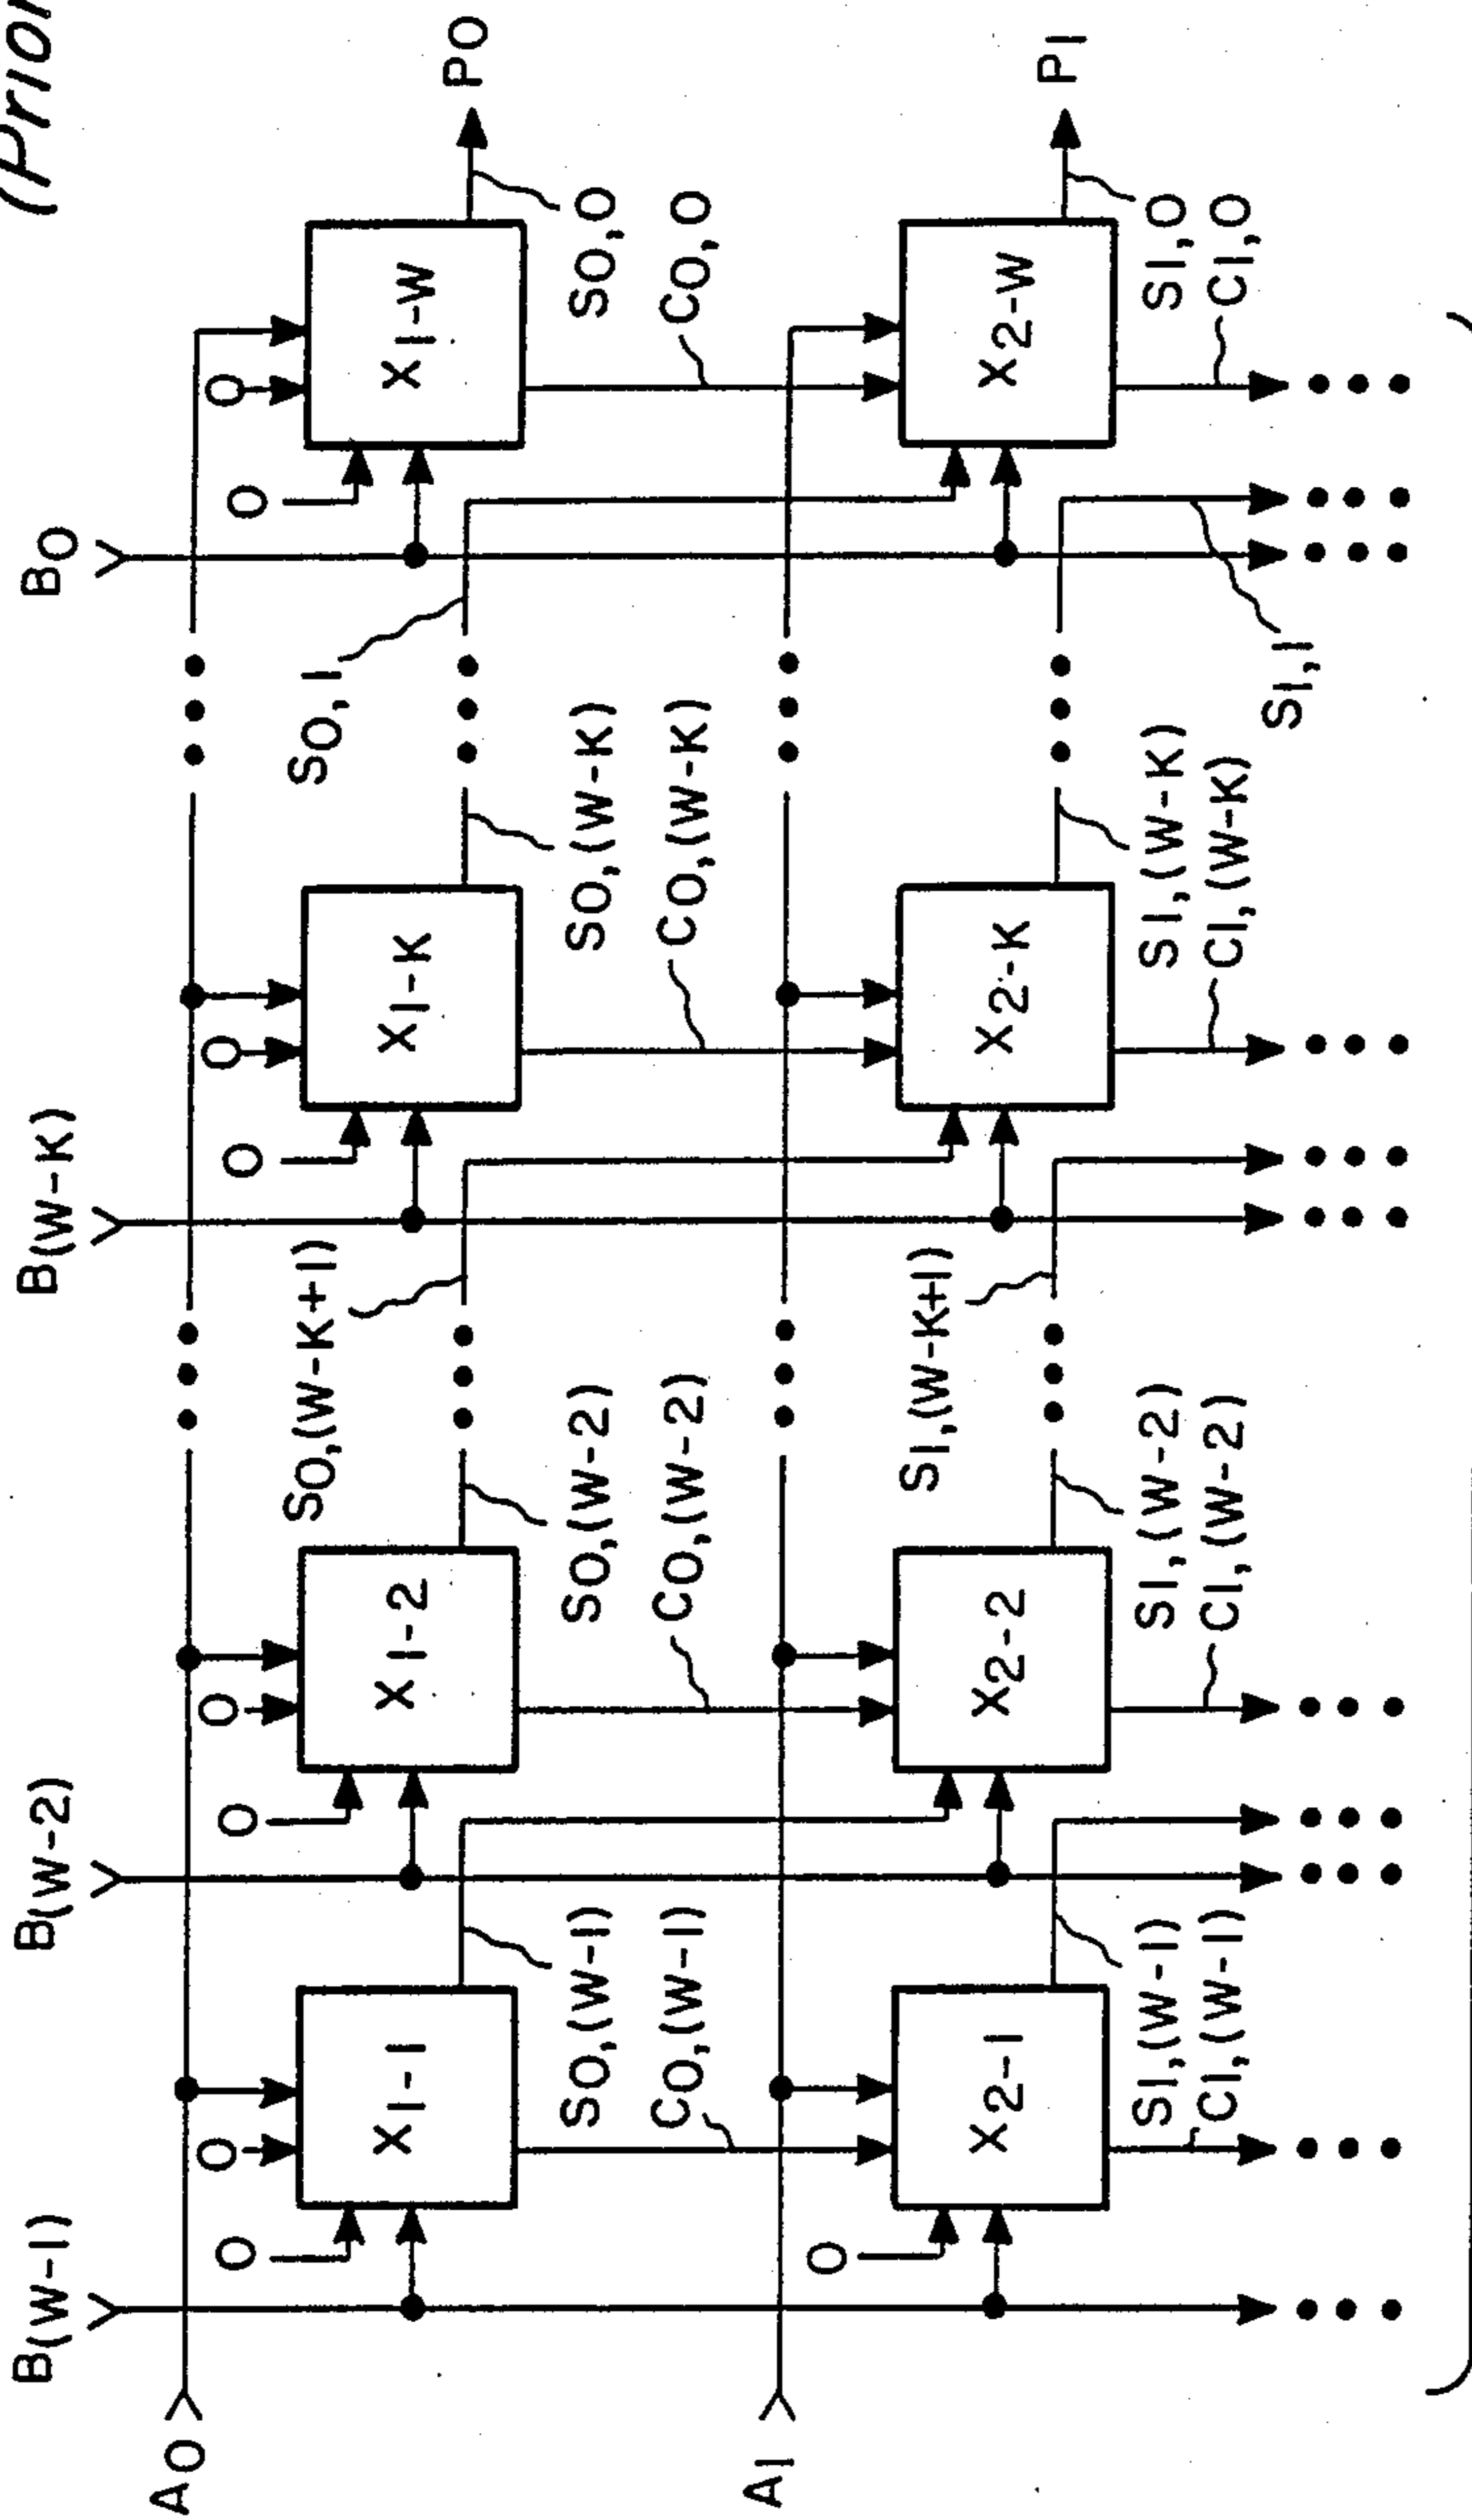 (Prior
B(W-1) B(W-2) B(W-K) B0
A0
0 0 0 0 0 0 0 0
S0,(W-K+1) S0,1
X1-1 X1-2 X1-K X1-W
P0
S0,(W-1) S0,(W-2) S0,(W-K) S0,0
C0,(W-1) C0,(W-2) C0,(W-K) C0,0
A1
0
S1,(W-K+1)
X2-1 X2-2 X2-K X2-W
P1
S1,(W-1) S1,(W-2) S1,(W-K) S1,0
C1,(W-1) C1,(W-2) C1,(W-K) C1,0
S1,1